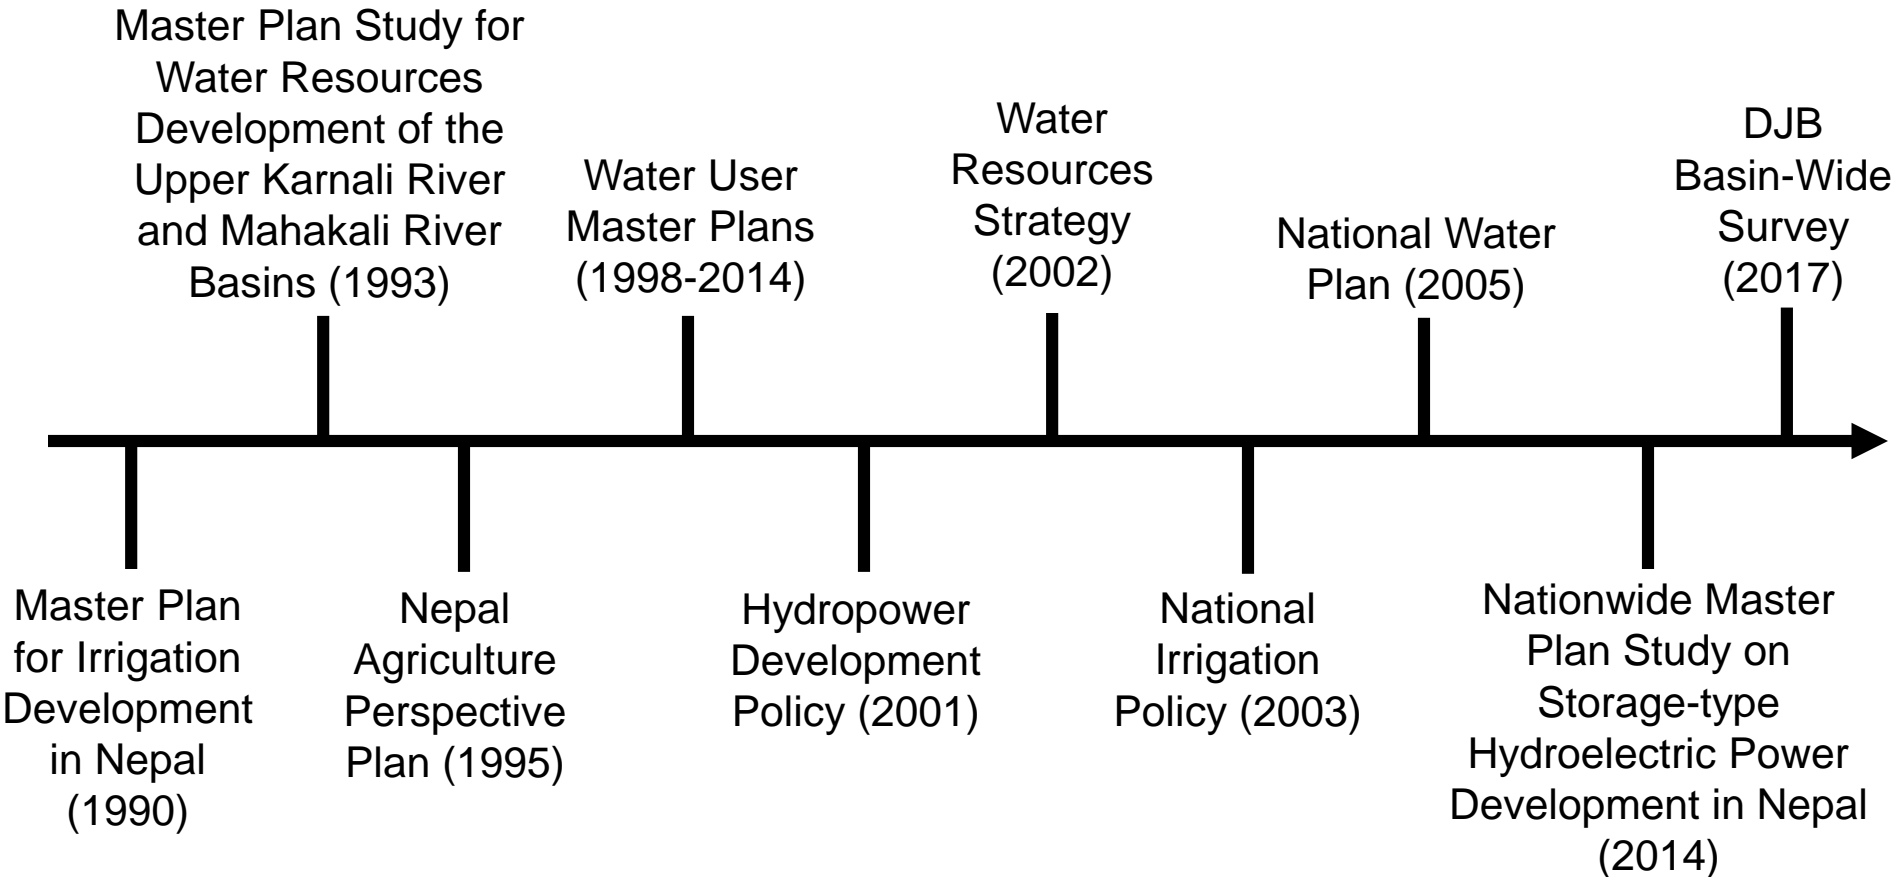 Master Plan Study for
Water Resources
Development of the
Upper Karnali River
and Mahakali River
Basins (1993)
Water User
Master Plans
(1998-2014)
Water
Resources
Strategy
(2002)
National Water
Plan (2005)
DJB
Basin-Wide
Survey
(2017)
Master Plan
for Irrigation
Development
in Nepal
(1990)
Nepal
Agriculture
Perspective
Plan (1995)
Hydropower
Development
Policy (2001)
National
Irrigation
Policy (2003)
Nationwide Master
Plan Study on
Storage-type
Hydroelectric Power
Development in Nepal
(2014)